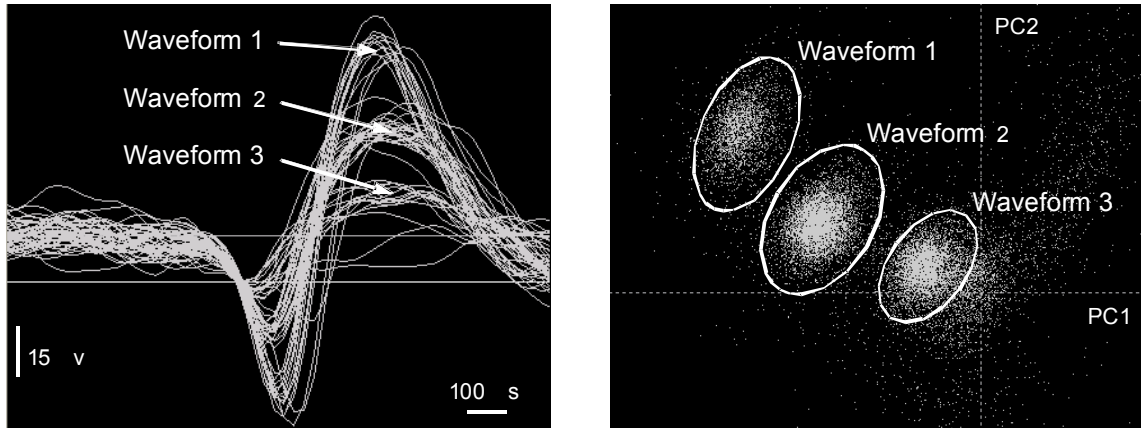 Waveform 1
Waveform 2
Waveform 3
15 v
100 s
PC2
Waveform 1
Waveform 2
Waveform 3
PC1